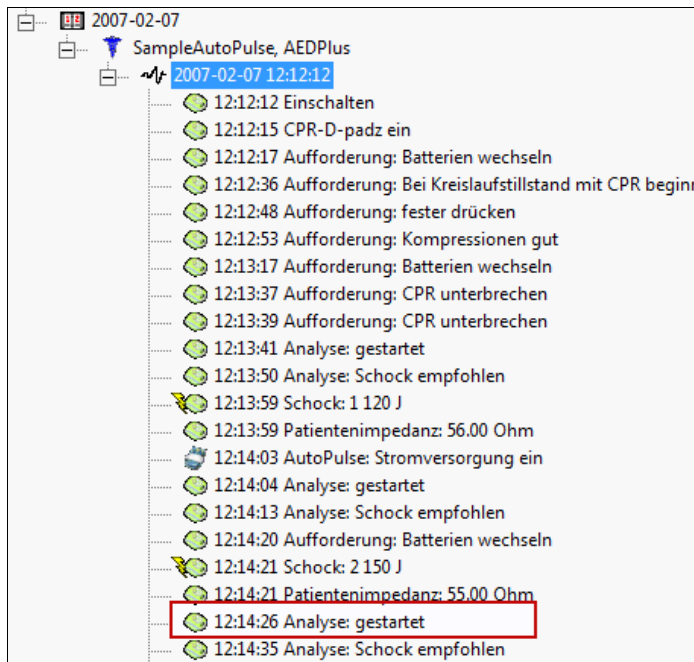 2007-02-07
SampleAutoPulse, AEDPlus
2007-02-07 12:12:12
12:12:12 Einschalten
12:12:15 CPR-D-padz ein
12:12:17 Aufforderung: Batterien wechseln
12:12:36 Aufforderung: Bei Kreislaufstillstand mit CPR beginn
12:12:48 Aufforderung: fester drücken
12:12:53 Aufforderung: Kompressionen gut
12:13:17 Aufforderung: Batterien wechseln
12:13:37 Aufforderung: CPR unterbrechen
12:13:39 Aufforderung: CPR unterbrechen
12:13:41 Analyse: gestartet
12:13:50 Analyse: Schock empfohlen
12:13:59 Schock: 1 120 J
12:13:59 Patientenimpedanz: 56.00 Ohm
12:14:03 AutoPulse: Stromversorgung ein
12:14:04 Analyse: gestartet
12:14:13 Analyse: Schock empfohlen
12:14:20 Aufforderung: Batterien wechseln
12:14:21 Schock: 2 150 J
12:14:21 Patientenimpedanz: 55.00 Ohm
12:14:26 Analyse: gestartet
12:14:35 Analyse: Schock empfohlen